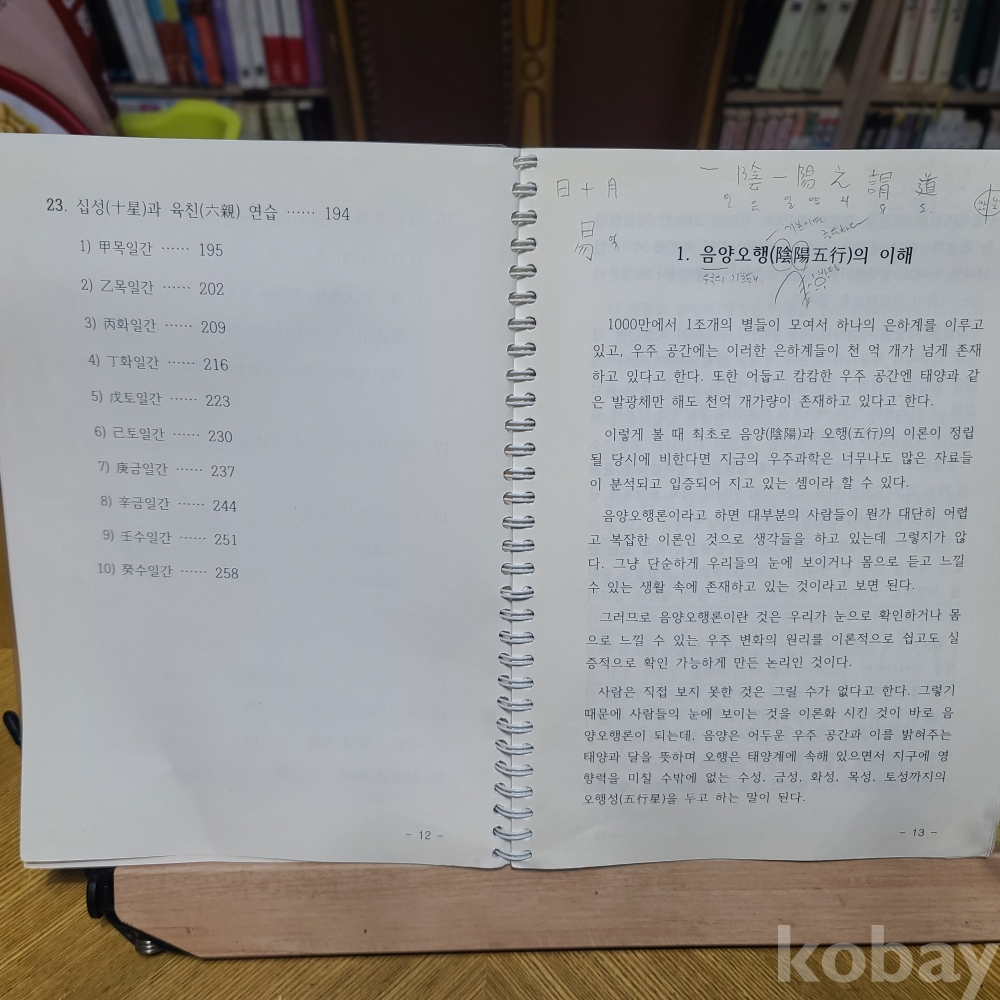 23. 십성(十星)과 육친(六親) 연습 …… 194
1) 甲목일간 …… 195
2) 乙목일간 …… 202
3) 丙화일간 …… 209
4) 丁화일간 …… 216
5) 戊토일간 …… 223
6) 己토일간 …… 230
7) 庚금일간 …… 237
8) 辛금일간 …… 244
9) 壬수일간 …… 251
10) 癸수일간 …… 258
- 12 -
一陰一陽之謂道
日+月
易 역
1. 음양오행(陰陽五行)의 이해
1000만에서 1조개의 별들이 모여서 하나의 은하계를 이루고
있고, 우주 공간에는 이러한 은하계들이 천 억 개가 넘게 존재
하고 있다고 한다. 또한 어둡고 캄캄한 우주 공간엔 태양과 같
은 발광체만 해도 천억 개가량이 존재하고 있다고 한다.
이렇게 볼 때 최초로 음양(陰陽)과 오행(五行)의 이론이 정립
될 당시에 비한다면 지금의 우주과학은 너무나도 많은 자료들
이 분석되고 입증되어 지고 있는 셈이라 할 수 있다.
음양오행론이라고 하면 대부분의 사람들이 뭔가 대단히 어렵
고 복잡한 이론인 것으로 생각들을 하고 있는데 그렇지가 않
다. 그냥 단순하게 우리들의 눈에 보이거나 몸으로 듣고 느낄
수 있는 생활 속에 존재하고 있는 것이라고 보면 된다.
그러므로 음양오행론이란 것은 우리가 눈으로 확인하거나 몸
으로 느낄 수 있는 우주 변화의 원리를 이론적으로 쉽고도 실
증적으로 확인 가능하게 만든 논리인 것이다.
사람은 직접 보지 못한 것은 그릴 수가 없다고 한다. 그렇기
때문에 사람들의 눈에 보이는 것을 이론화 시킨 것이 바로 음
양오행론이 되는데, 음양은 어두운 우주 공간과 이를 밝혀주는
태양과 달을 뜻하며 오행은 태양계에 속해 있으면서 지구에 영
향력을 미칠 수밖에 없는 수성, 금성, 화성, 목성, 토성까지의
오행성(五行星)을 두고 하는 말이 된다.
- 13 -
kobay